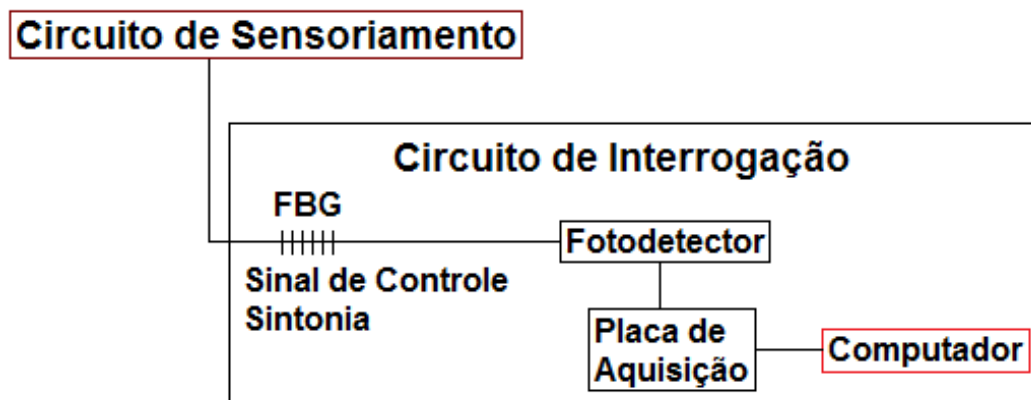 Circuito de Sensoriamento
Circuito de Interrogação
FBG
Sinal de Controle
Sintonia
Fotodetector
Placa de
Aquisição
Computador